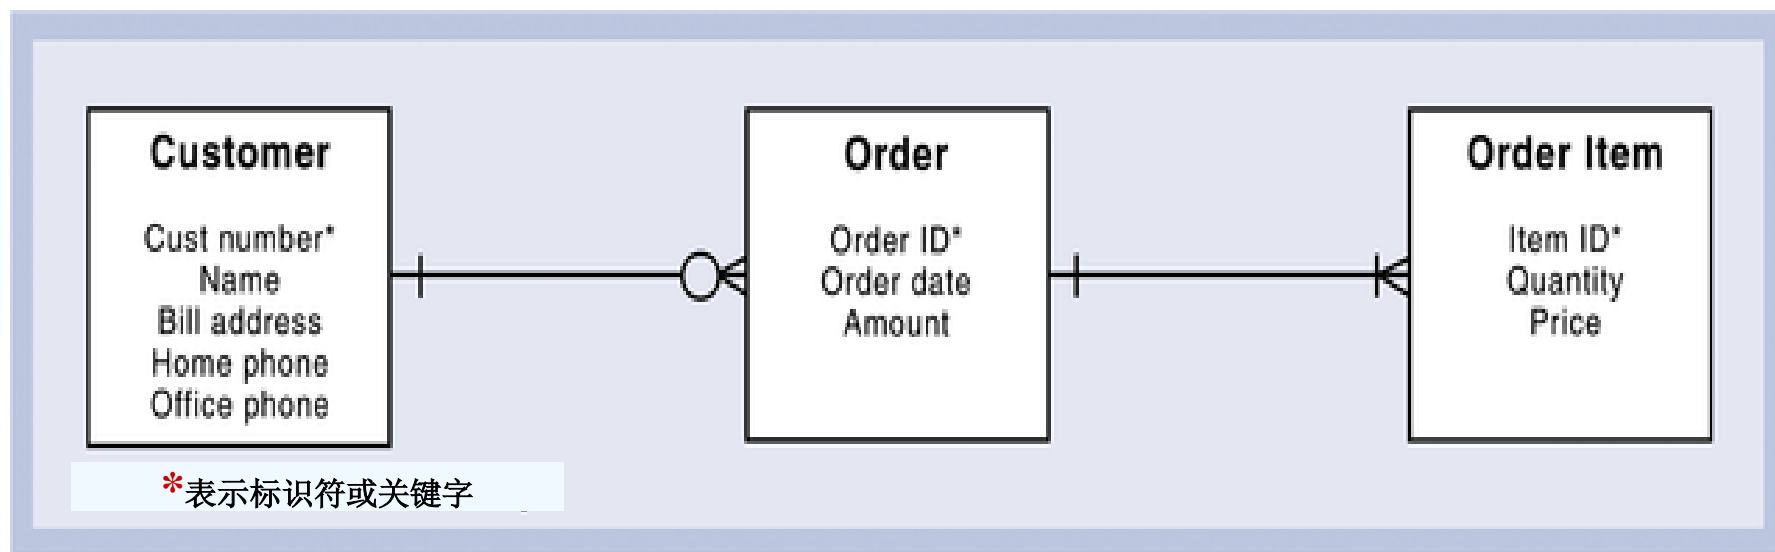 Customer
Cust number*
Name
Bill address
Home phone
Office phone
Order
Order ID*
Order date
Amount
Order Item
Item ID*
Quantity
Price
*表示标识符或关键字